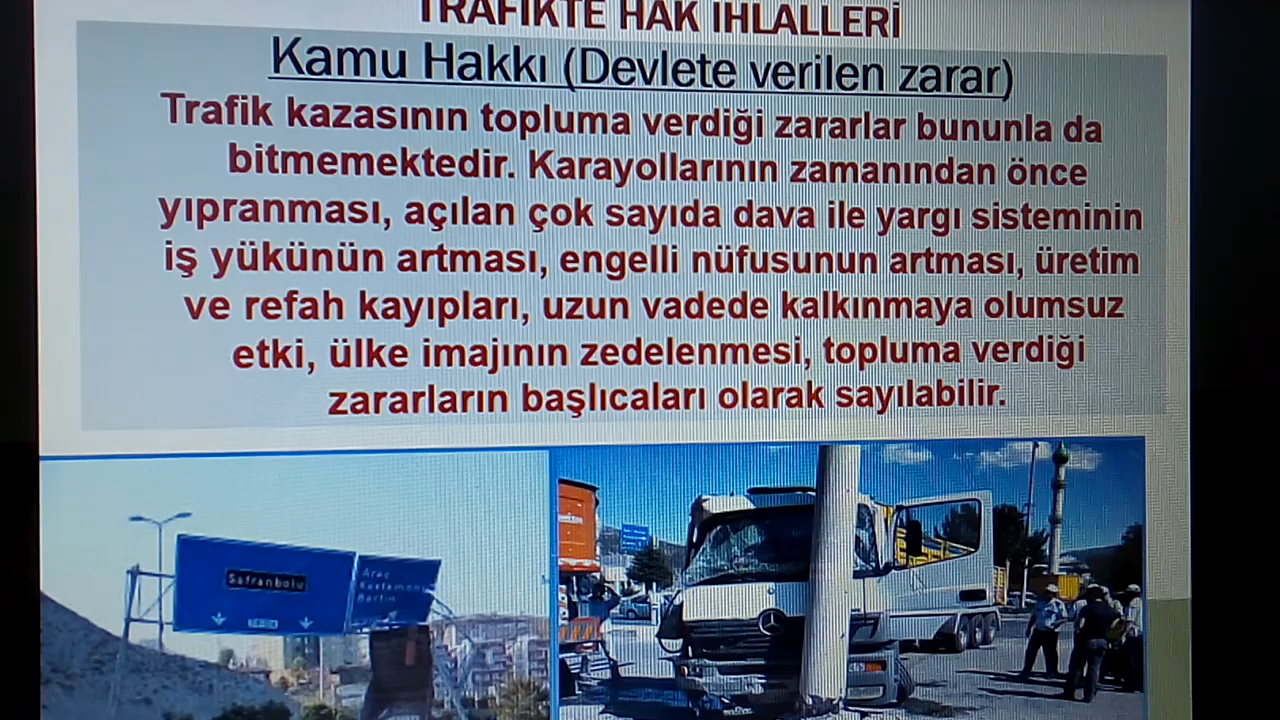 TRAFİKTE HAK İHLALLERİ
Kamu Hakkı (Devlete verilen zarar)
Trafik kazasının topluma verdiği zararlar bununla da
bitmemektedir. Karayollarının zamanından önce
yıpranması, açılan çok sayıda dava ile yargı sisteminin
iş yükünün artması, engelli nüfusunun artması, üretim
ve refah kayıpları, uzun vadede kalkınmaya olumsuz
etki, ülke imajının zedelenmesi, topluma verdiği
zararların başlıcaları olarak sayılabilir.
Safranbolu
Araç
Kastamonu
Bartın